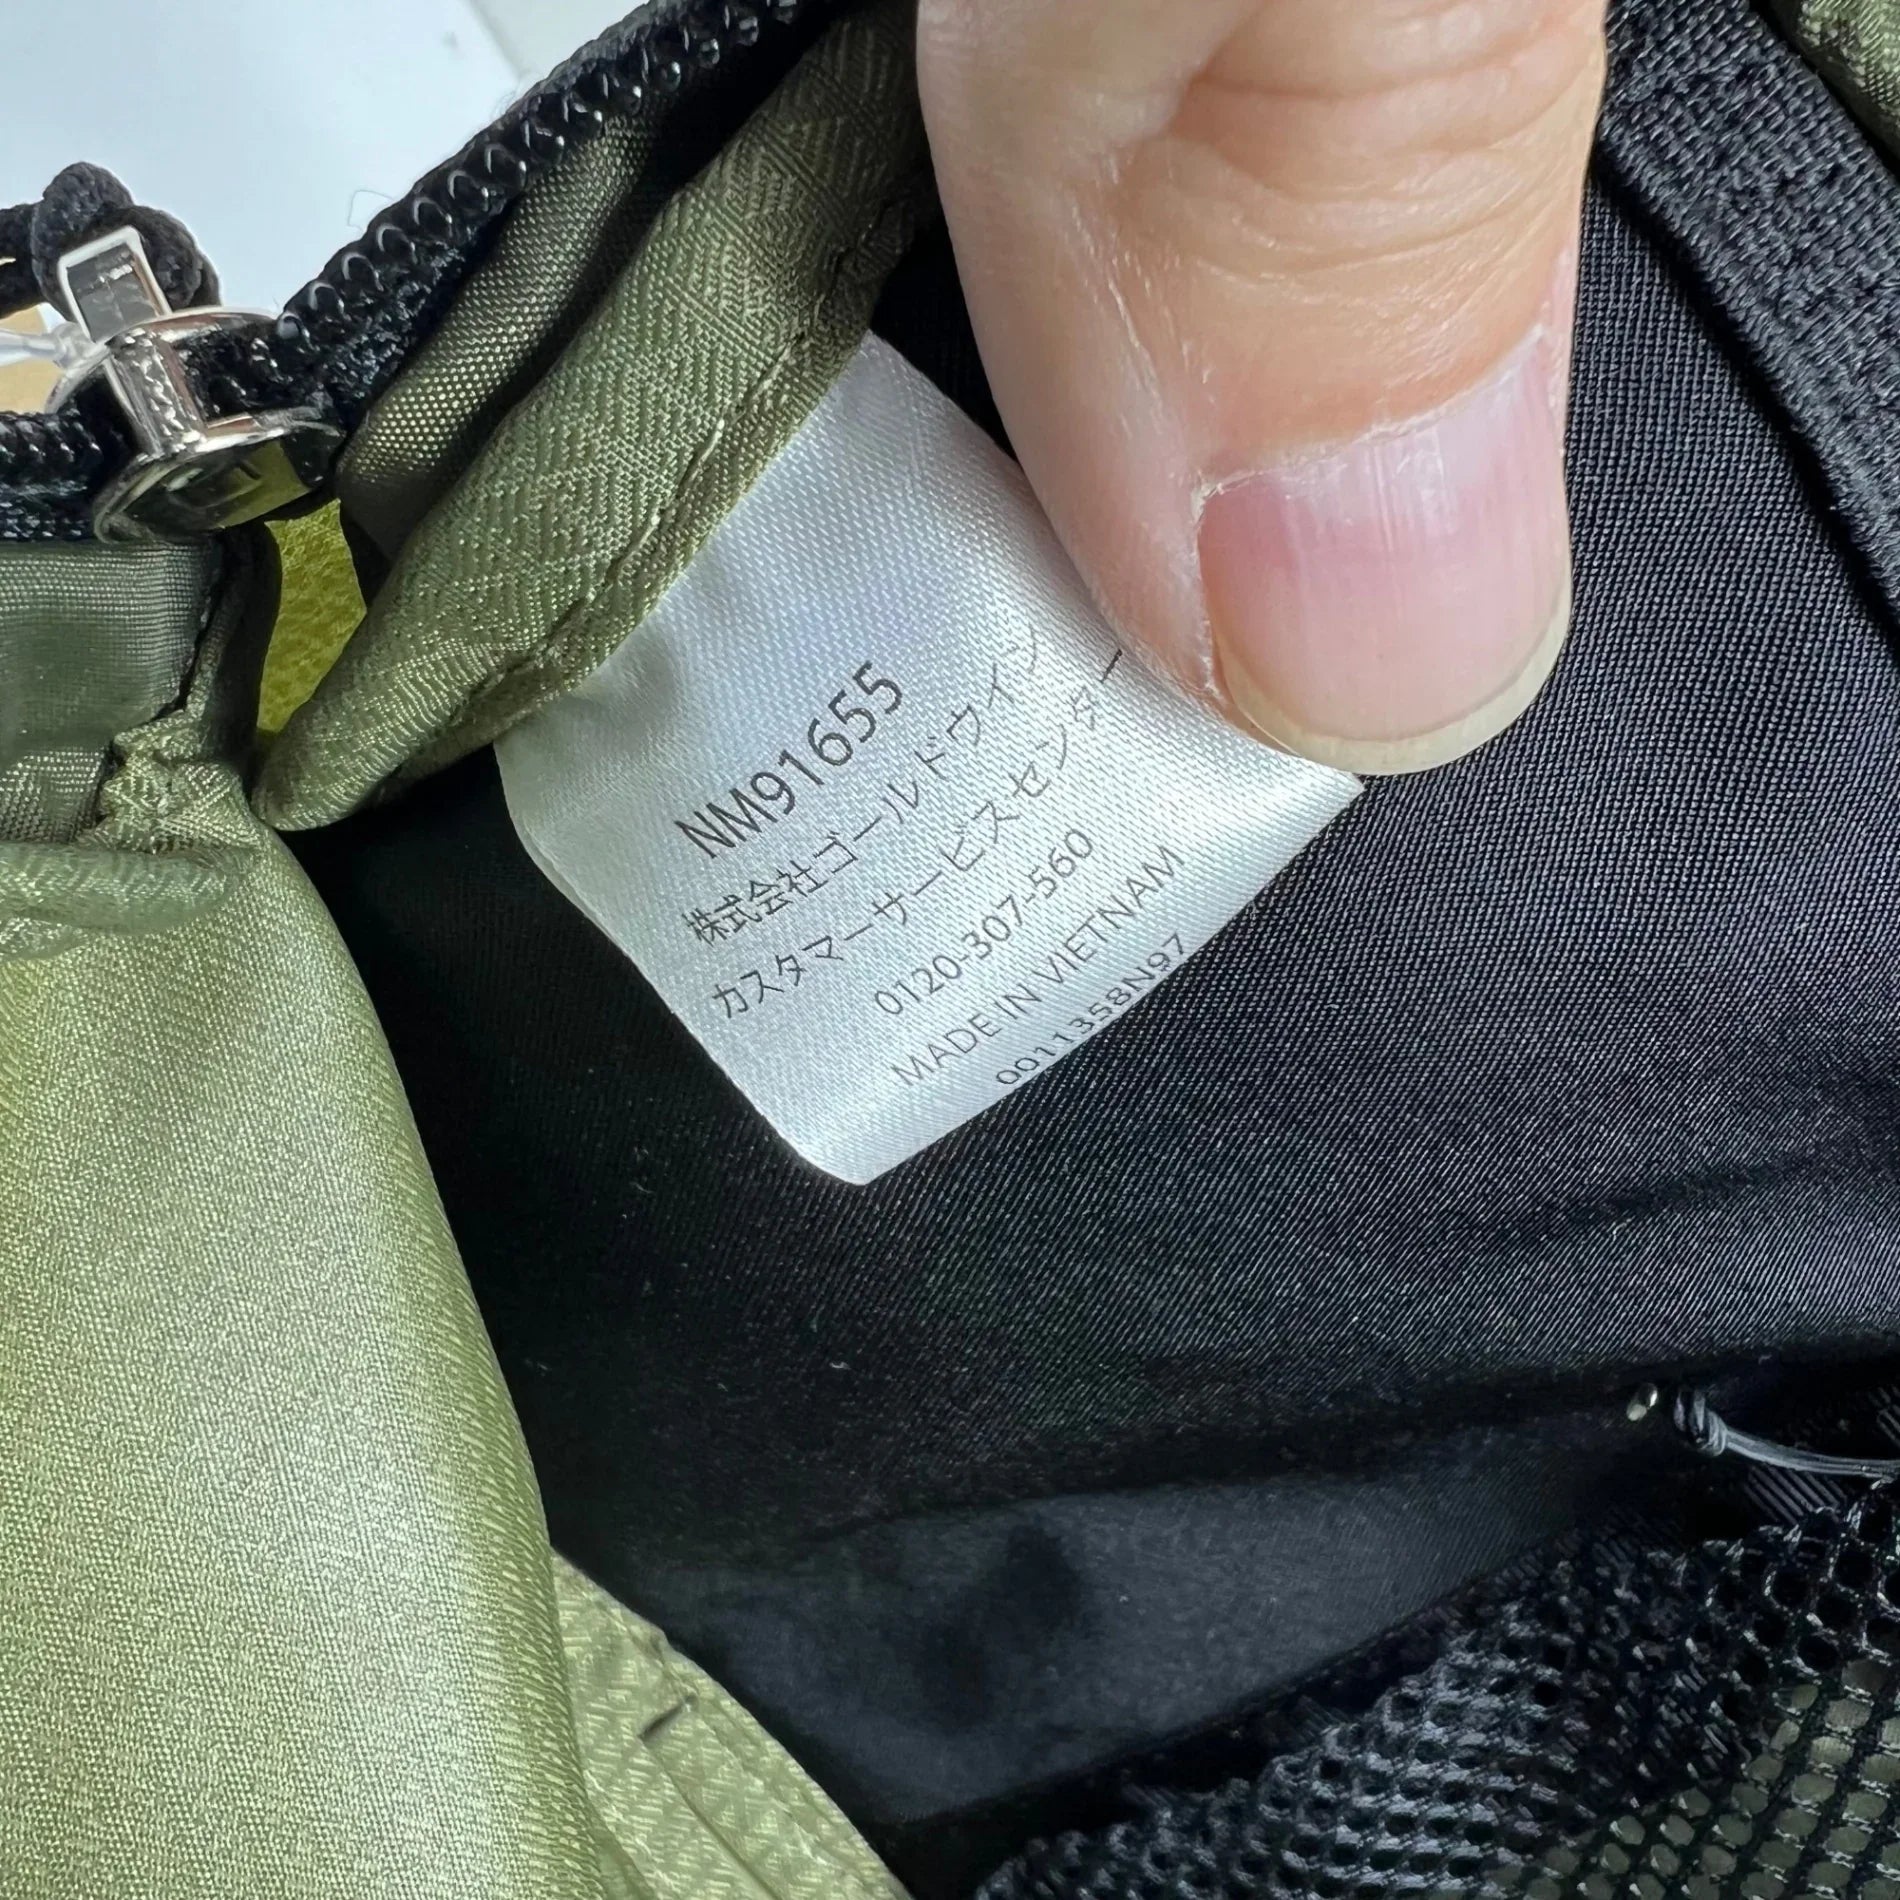 NM91655
株式会社ゴールドウイン
カスタマーサービスセンター
0120-307-560
MADE IN VIETNAM
0011358N97